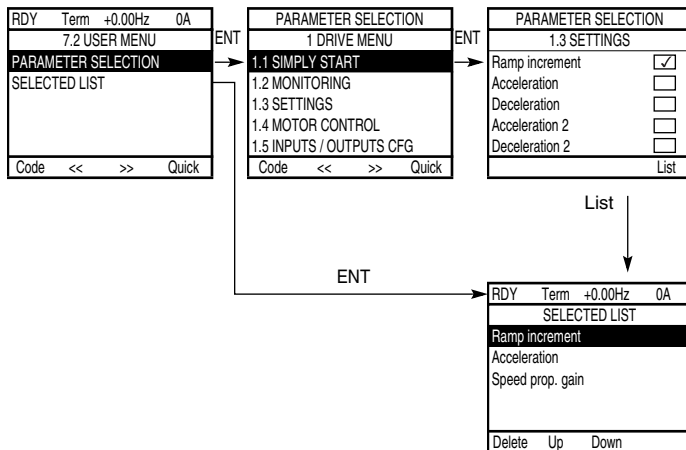 RDY Term +0.00Hz 0A
7.2 USER MENU
PARAMETER SELECTION
SELECTED LIST
Code << >> Quick
ENT
PARAMETER SELECTION
1 DRIVE MENU
1.1 SIMPLY START
1.2 MONITORING
1.3 SETTINGS
1.4 MOTOR CONTROL
1.5 INPUTS / OUTPUTS CFG
Code << >> Quick
ENT
PARAMETER SELECTION
1.3 SETTINGS
Ramp increment
Acceleration
Deceleration
Acceleration 2
Deceleration 2
List
List
ENT
RDY Term +0.00Hz 0A
SELECTED LIST
Ramp increment
Acceleration
Speed prop. gain
Delete Up Down